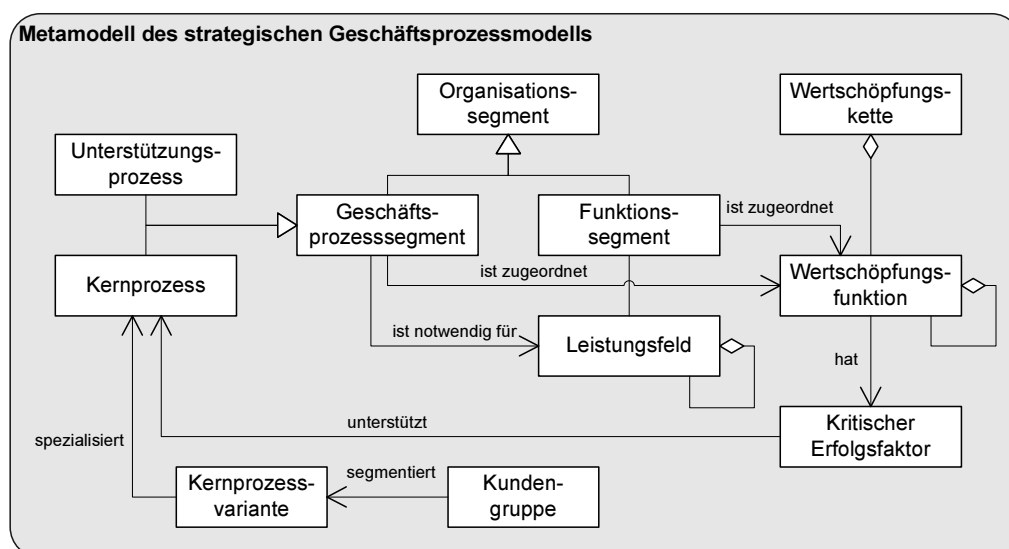 Metamodell des strategischen Geschäftsprozessmodells
Organisations-
segment
Wertschöpfungs-
kette
Unterstützungs-
prozess
Geschäfts-
prozesssegment
Funktions-
segment
ist zugeordnet
Kernprozess
ist zugeordnet
Wertschöpfungs-
funktion
ist notwendig für
Leistungsfeld
hat
unterstützt
Kritischer
Erfolgsfaktor
spezialisiert
Kernprozess-
variante
segmentiert
Kunden-
gruppe